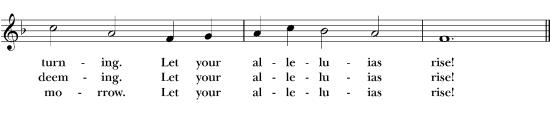 turn - ing. Let your al - le - lu - ias rise!
deem - ing. Let your al - le - lu - ias rise!
mo - rrow. Let your al - le - lu - ias rise!